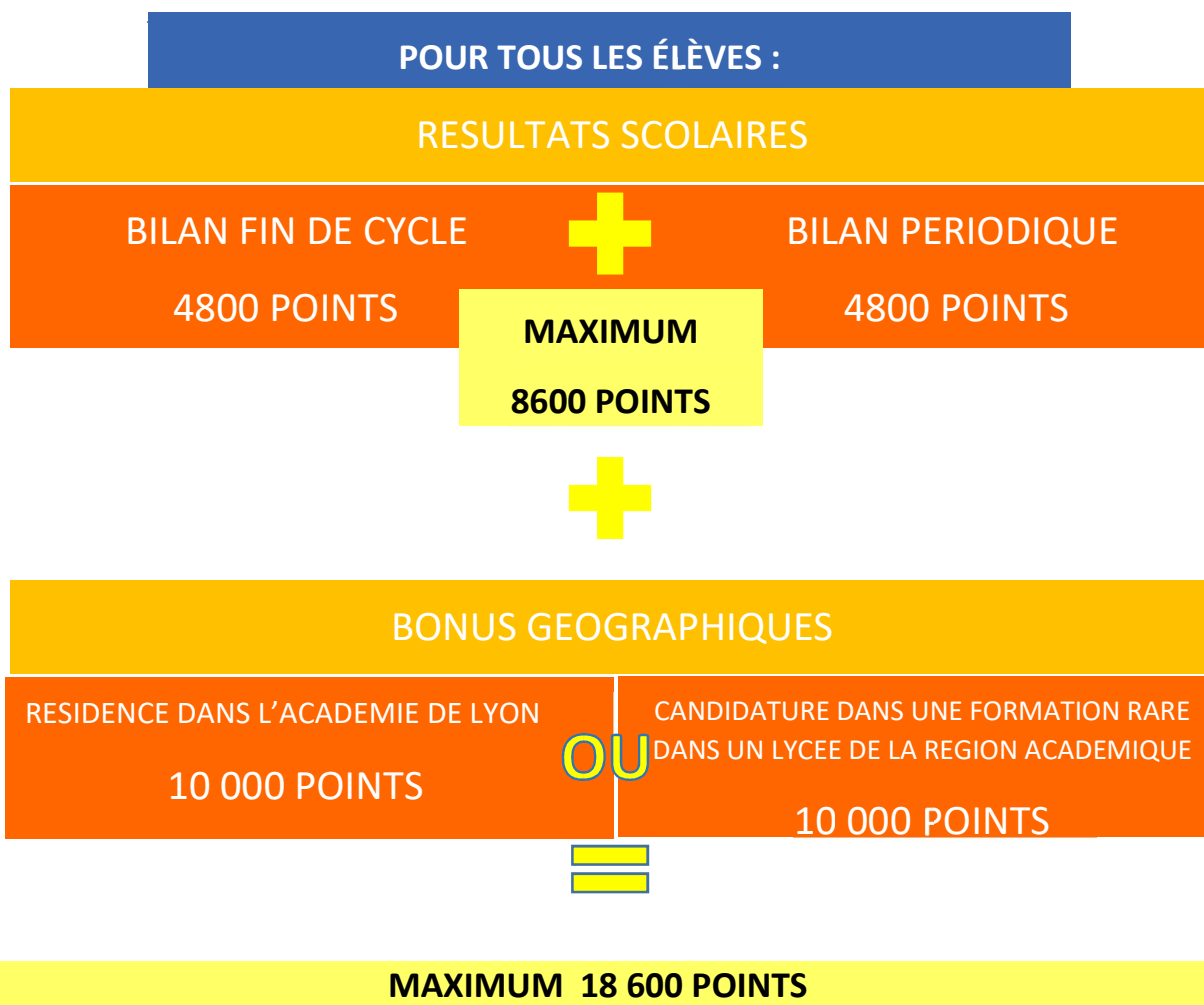 POUR TOUS LES ÉLÈVES :
RESULTATS SCOLAIRES
BILAN FIN DE CYCLE
4800 POINTS
BILAN PERIODIQUE
4800 POINTS
MAXIMUM
8600 POINTS
BONUS GEOGRAPHIQUES
RESIDENCE DANS L’ACADEMIE DE LYON
10 000 POINTS
OU
CANDIDATURE DANS UNE FORMATION RARE
DANS UN LYCEE DE LA REGION ACADEMIQUE
10 000 POINTS
MAXIMUM 18 600 POINTS